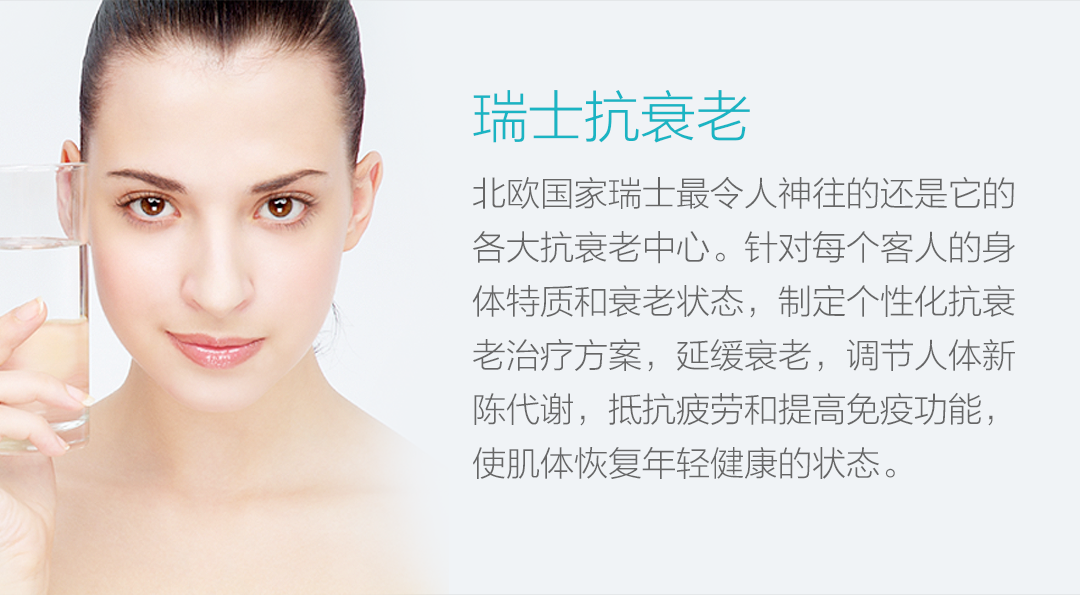 瑞士抗衰老
北欧国家瑞士最令人神往的还是它的
各大抗衰老中心。针对每个客人的身
体特质和衰老状态，制定个性化抗衰
老治疗方案，延缓衰老，调节人体新
陈代谢，抵抗疲劳和提高免疫功能，
使肌体恢复年轻健康的状态。